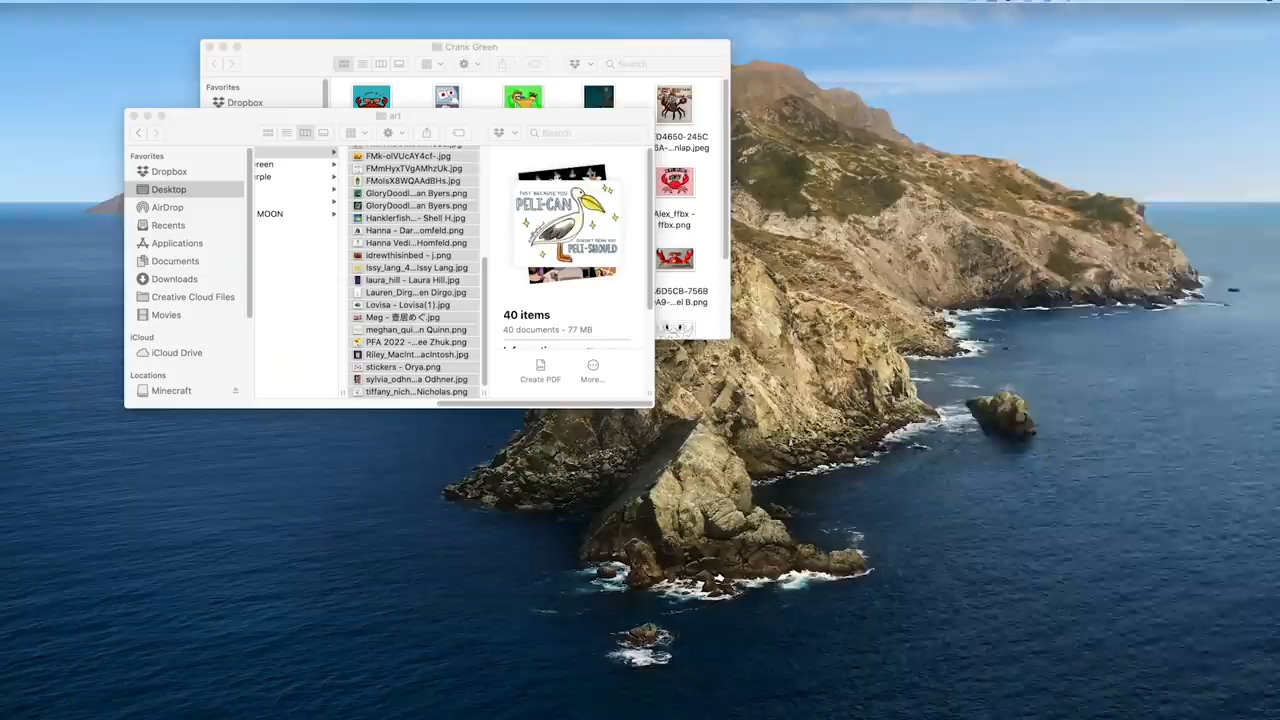 Crank Green
Search
Favorites
Dropbox
art
Search
Favorites
Dropbox
Desktop
AirDrop
Recents
Applications
Documents
Downloads
Creative Cloud Files
Movies
iCloud
iCloud Drive
Locations
Minecraft
reen
rple
MOON
FMk-olVUcAY4cf-.jpg
FMmHyxTVgAMhzUk.jpg
FMolsX8WQAAdBHs.jpg
GloryDoodl...an Byers.png
GloryDoodl...an Byers.png
Hanklerfish... - Shell H.jpg
Hanna - Dar...omfeld.png
Hanna Vedi...Homfeld.png
idrewthisinbed - j.png
Issy_lang_4...Issy Lang.jpg
laura_hill - Laura Hill.jpg
Lauren_Dirg...en Dirgo.jpg
Lovisa - Lovisa(1).jpg
Meg - 壷居めぐ.jpg
meghan_qui...n Quinn.png
PFA 2022 -...ee Zhuk.png
Riley_MacInt...acIntosh.jpg
stickers - Orya.png
sylvia_odhn...a Odhner.jpg
tiffany_nich...Nicholas.png
JUST BECAUSE YOU
PELI-CAN
DOESN'T MEAN YOU
PELI-SHOULD
40 items
40 documents - 77 MB
Create PDF
More...
D4650-245C
6A-...nlap.jpeg
Alex_ffbx -
ffbx.png
6D5CB-756B
0A9-...el B.png